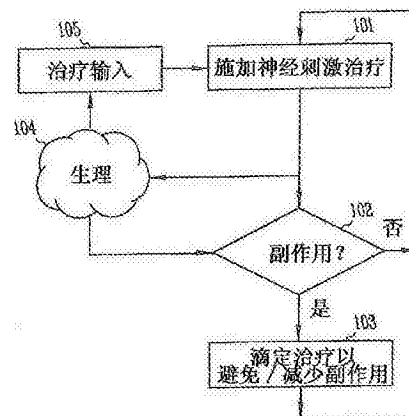 105
治疗输入
101
施加神经刺激治疗
104
生理
102
副作用?
否
是
103
滴定治疗以
避免/减少副作用